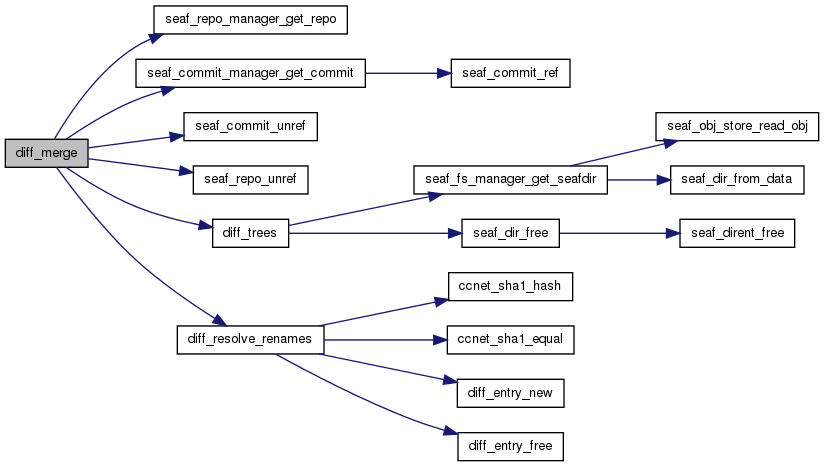 seaf_repo_manager_get_repo
seaf_commit_manager_get_commit
seaf_commit_ref
seaf_obj_store_read_obj
seaf_commit_unref
diff_merge
seaf_repo_unref
seaf_fs_manager_get_seafdir
seaf_dir_from_data
diff_trees
seaf_dir_free
seaf_dirent_free
ccnet_sha1_hash
diff_resolve_renames
ccnet_sha1_equal
diff_entry_new
diff_entry_free